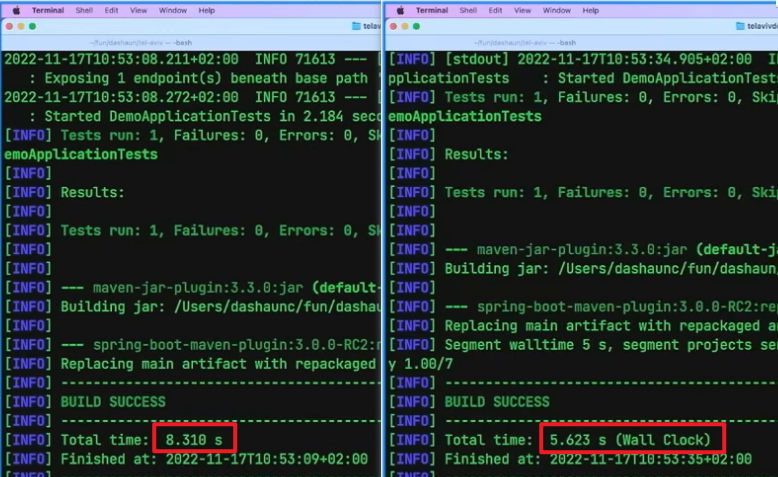 Terminal Shell Edit View Window Help
telaviv
~/fun/dashaun/tel-aviv — -bash
2022-11-17T10:53:08.211+02:00 INFO 71613 --- [
: Exposing 1 endpoint(s) beneath base path '
2022-11-17T10:53:08.272+02:00 INFO 71613 --- [
: Started DemoApplicationTests in 2.184 seco
[INFO] Tests run: 1, Failures: 0, Errors: 0, Sk
emoApplicationTests
[INFO]
[INFO] Results:
[INFO]
[INFO] Tests run: 1, Failures: 0, Errors: 0, Sk
[INFO]
[INFO]
[INFO] --- maven-jar-plugin:3.3.0:jar (default-
[INFO] Building jar: /Users/dashaunc/fun/dasha
[INFO]
[INFO] --- spring-boot-maven-plugin:3.0.0-RC2:r
[INFO] Replacing main artifact with repackaged
[INFO] ----------------------------------------
[INFO] BUILD SUCCESS
[INFO] ----------------------------------------
[INFO] Total time: 8.310 s
[INFO] Finished at: 2022-11-17T10:53:09+02:00
Terminal Shell Edit View Window Help
telavivd
~/fun/dashaun/tel-aviv — -bash
[INFO] [stdout] 2022-11-17T10:53:34.905+02:00 I
pplicationTests : Started DemoApplicationTests
[INFO] Tests run: 1, Failures: 0, Errors: 0, Ski
emoApplicationTests
[INFO]
[INFO] Results:
[INFO]
[INFO] Tests run: 1, Failures: 0, Errors: 0, Ski
[INFO]
[INFO]
[INFO] --- maven-jar-plugin:3.3.0:jar (default-j
[INFO] Building jar: /Users/dashaunc/fun/dashaun
[INFO]
[INFO] --- spring-boot-maven-plugin:3.0.0-RC2:rep
[INFO] Replacing main artifact with repackaged a
[INFO] Segment walltime 5 s, segment projects se
y 1.00/7
[INFO] ----------------------------------------
[INFO] BUILD SUCCESS
[INFO] ----------------------------------------
[INFO] Total time: 5.623 s (Wall Clock)
[INFO] Finished at: 2022-11-17T10:53:35+02:00